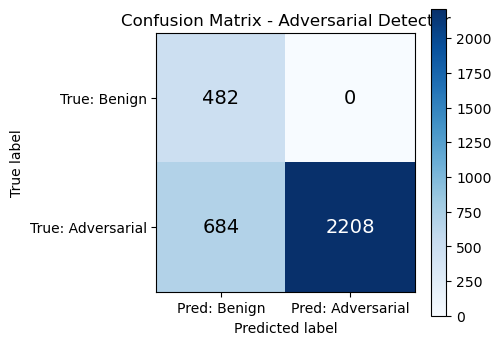 Confusion Matrix - Adversarial Detector
True label
True: Benign
True: Adversarial
482
0
684
2208
Pred: Benign
Pred: Adversarial
Predicted label
2000
1750
1500
1250
1000
750
500
250
0